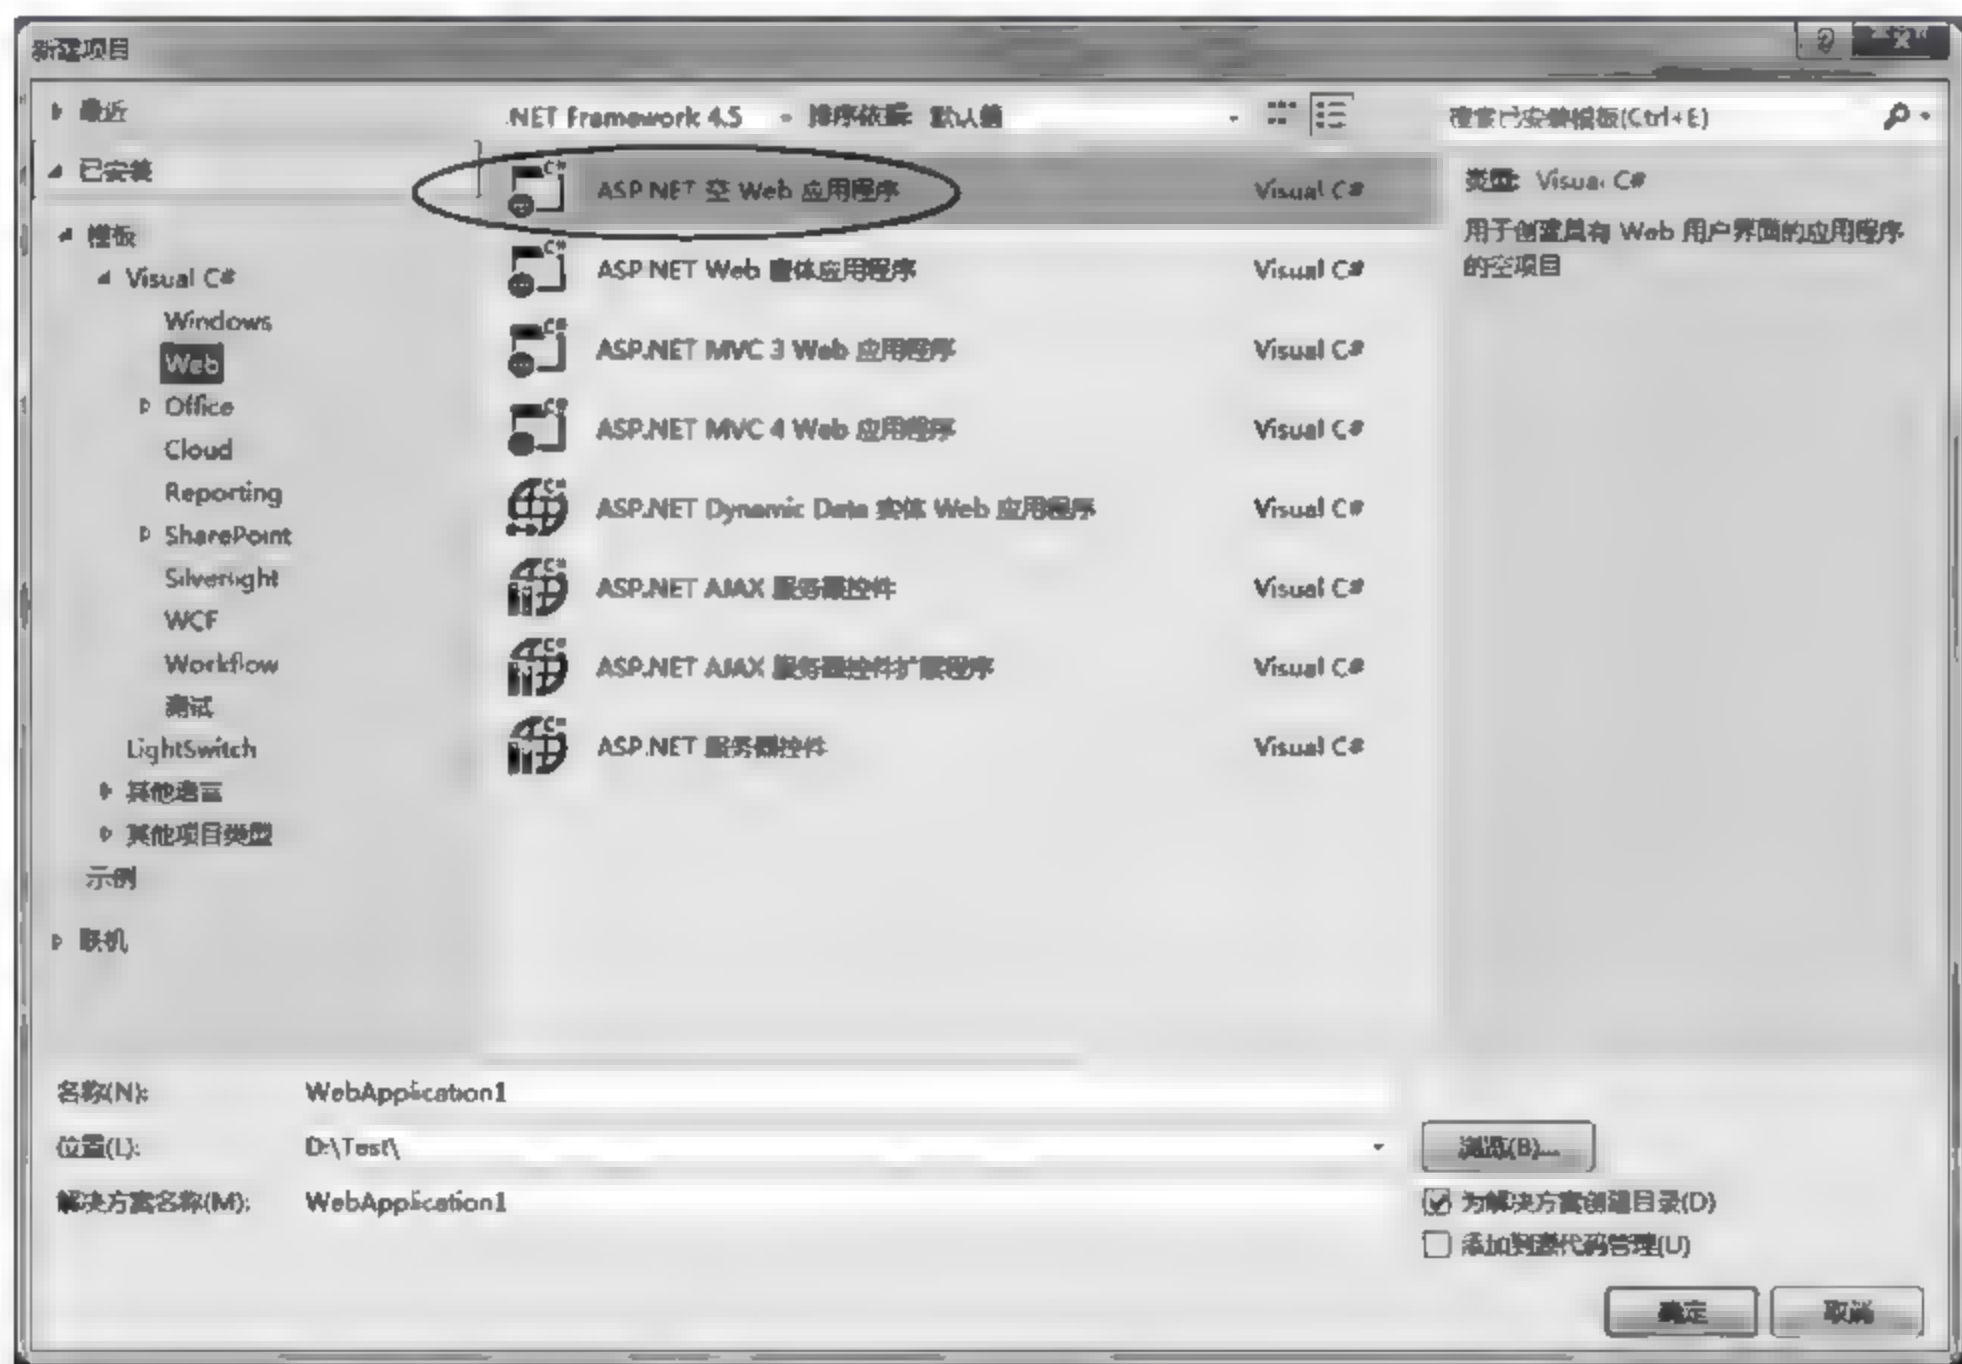 新建项目
最近
.NET Framework 4.5 排序依据: 默认值
搜索已安装模板(Ctrl+E)
已安装
模板
Visual C#
Windows
Web
Office
Cloud
Reporting
SharePoint
Silverlight
WCF
Workflow
测试
LightSwitch
其他语言
其他项目类型
示例
联机
ASP.NET 空 Web 应用程序 Visual C#
ASP.NET Web 窗体应用程序 Visual C#
ASP.NET MVC 3 Web 应用程序 Visual C#
ASP.NET MVC 4 Web 应用程序 Visual C#
ASP.NET Dynamic Data 实体 Web 应用程序 Visual C#
ASP.NET AJAX 服务器控件 Visual C#
ASP.NET AJAX 服务器控件扩展程序 Visual C#
ASP.NET 服务器控件 Visual C#
类型: Visual C#
用于创建具有 Web 用户界面的应用程序
的空项目
名称(N): WebApplication1
位置(L): D:\Test\
浏览(B)...
解决方案名称(M): WebApplication1
为解决方案创建目录(D)
添加到源代码管理(U)
确定 取消